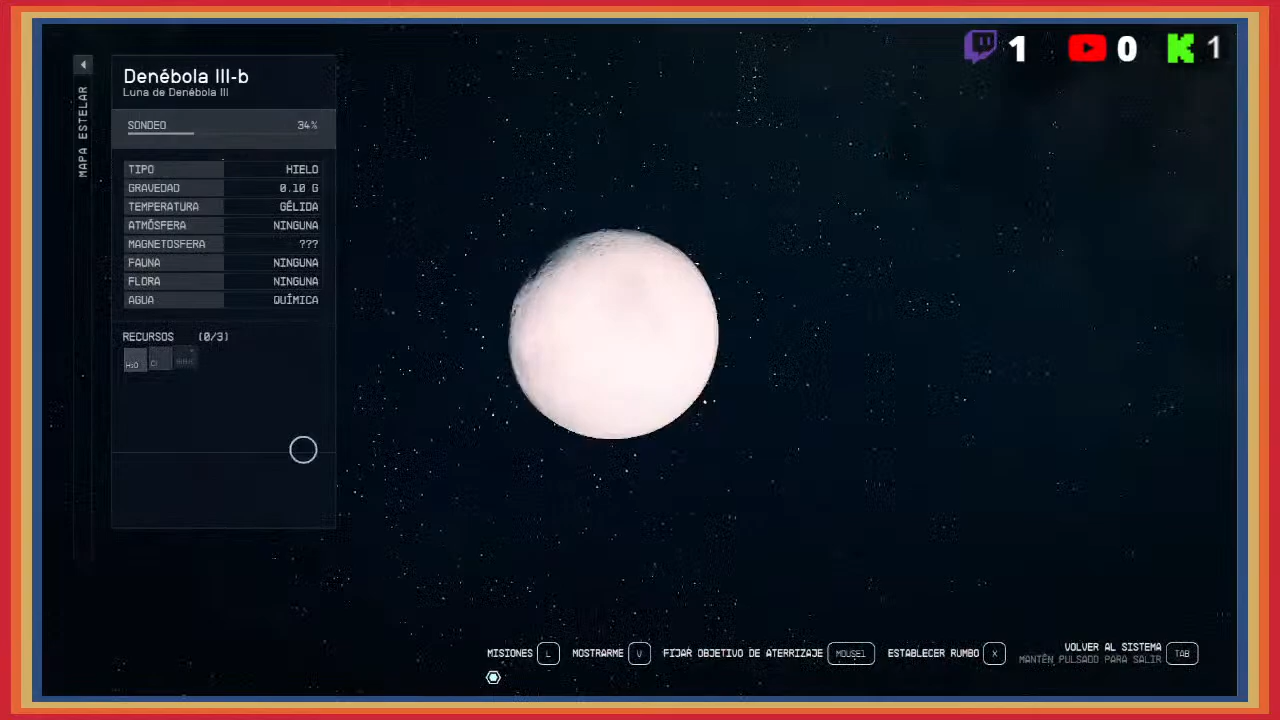 1
0
1
MAPA ESTELAR
Denébola III-b
Luna de Denébola III
SONDEO 34%
TIPO HIELO
GRAVEDAD 0.10 G
TEMPERATURA GÉLIDA
ATMÓSFERA NINGUNA
MAGNETOSFERA ???
FAUNA NINGUNA
FLORA NINGUNA
AGUA QUÍMICA
RECURSOS (0/3)
H2O Cl
MISIONES L MOSTRARME V FIJAR OBJETIVO DE ATERRIZAJE MOUSE1 ESTABLECER RUMBO X VOLVER AL SISTEMA TAB
MANTÉN PULSADO PARA SALIR